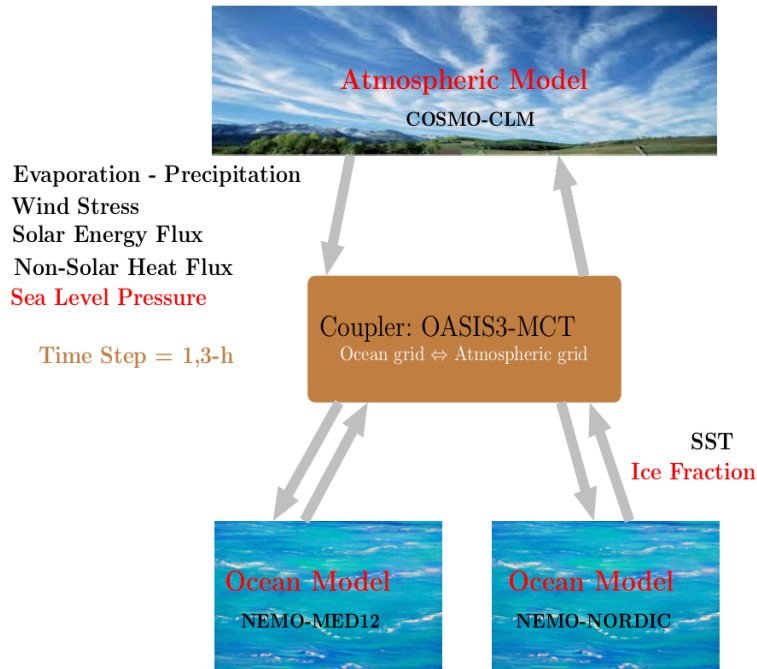 Atmospheric Model
COSMO-CLM
Evaporation - Precipitation
Wind Stress
Solar Energy Flux
Non-Solar Heat Flux
Sea Level Pressure
Time Step = 1,3-h
Coupler: OASIS3-MCT
Ocean grid ⇔ Atmospheric grid
SST
Ice Fraction
Ocean Model
NEMO-MED12
Ocean Model
NEMO-NORDIC